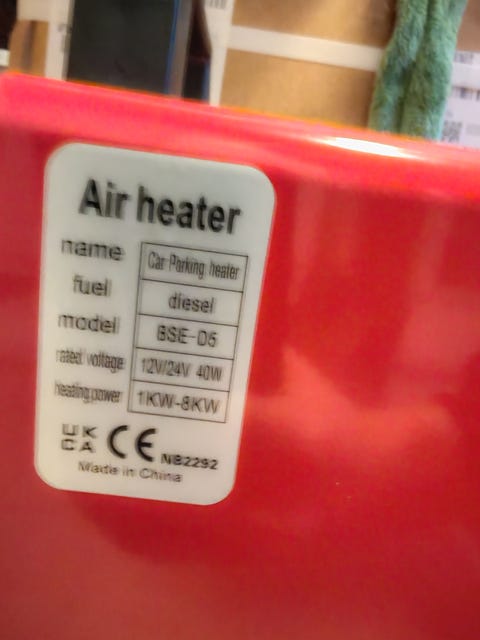 Air heater
name Car Parking heater
fuel diesel
model BSE-D5
rated voltage 12V/24V 40W
heating power 1KW-8KW
UK
CA CE NB2292
Made in China